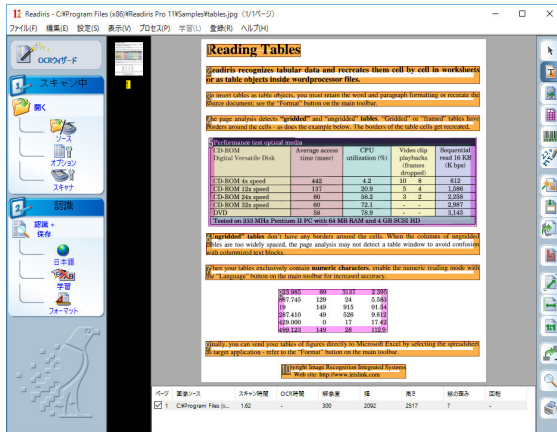 Readiris - C:¥Program Files (x86)¥Readiris Pro 11¥Samples¥tables.jpg (1/1ページ)
ファイル(F) 編集(E) 設定(S) 表示(V) プロセス(P) 学習(L) 登録(R) ヘルプ(H)
OCRウィザード
スキャン中
開く
ソース
オプション
スキャナ
認識
認識 +
保存
日本語
学習
フォーマット
1
Reading Tables
Readiris recognizes tabular data and recreates them cell by cell in worksheets
or as table objects inside wordprocessor files.
To insert tables as table objects, you must retain the word and paragraph formatting or recreate the
source document; see the "Format" button on the main toolbar.
The page analysis detects "gridded" and "ungridded" tables. "Gridded" or "framed" tables have
borders around the cells - as does the example below. The borders of the table cells get recreated.
Performance test optical media
CD-ROM Average access CPU Video clip Sequential
Digital Versatile Disk time (msec) utilization (%) playbacks read 16 KB
(frames (K bps)
dropped)
CD-ROM 4x speed 442 4.2 10 8 612
CD-ROM 12x speed 137 20.9 5 4 1,586
CD-ROM 24x speed 80 58.2 3 2 2,258
CD-ROM 32x speed 60 72.1 - - 2,987
DVD 58 78.9 - - 3,143
Tested on 333 MHz Pentium II PC with 64 MB RAM and 4 GB SCSI HD
"Ungridded" tables don't have any borders around the cells. When the columns of ungridded
tables are too widely spaced, the page analysis may not detect a table window to avoid confusion
with columnized text blocks.
When your tables exclusively contain numeric characters, enable the numeric reading mode with
the "Language" button on the main toolbar for increased accuracy.
123.985 89 3137 2.395
887.745 129 24 5.583
19 149 915 91.54
287.410 49 526 9.812
429.000 0 17 17.42
499.123 149 28 112.9
Finally, you can send your tables of figures directly to Microsoft Excel by selecting the spreadsheet
as target application - refer to the "Format" button on the main toolbar.
10
yright Image Recognition Integrated Systems
Web site: http://www.irislink.com
ページ 画像ソース スキャン時間 OCR時間 解像度 幅 高さ 紙の歪み 回転
1 C:¥Program Files (x... 1.62 - 300 2092 2517 ? -
1:1